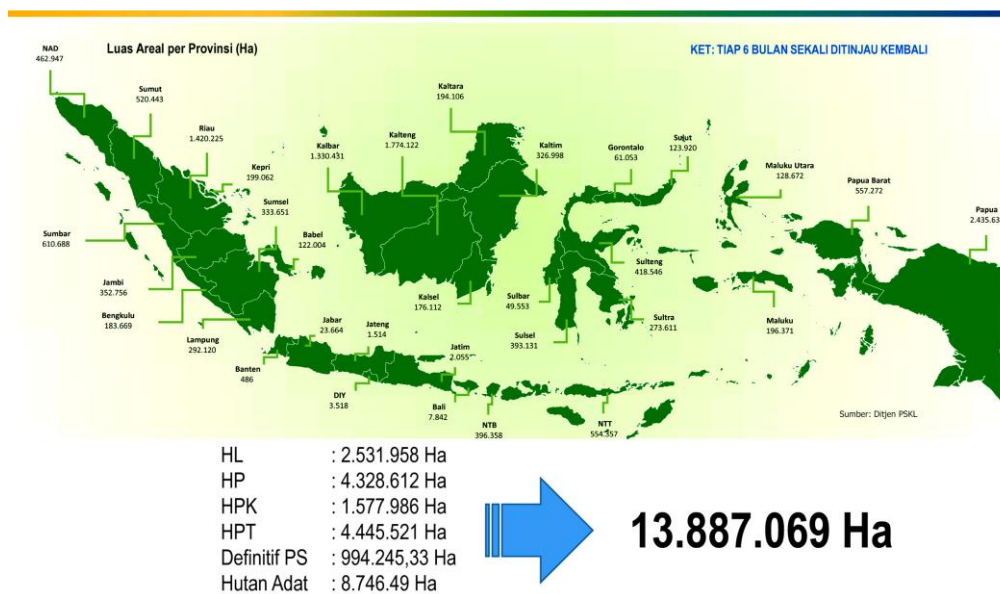 Luas Areal per Provinsi (Ha)
KET: TIAP 6 BULAN SEKALI DITINJAU KEMBALI
NAD
462.947
Sumut
520.443
Riau
1.420.225
Kepri
199.062
Sumsel
333.651
Babel
122.004
Sumbar
610.688
Jambi
352.756
Bengkulu
183.669
Lampung
292.120
Banten
486
Jabar
23.664
Jateng
1.514
DIY
3.518
Jatim
2.055
Bali
7.842
NTB
396.358
NTT
554.357
Kalbar
1.330.431
Kalteng
1.774.122
Kaltara
194.106
Kaltim
326.998
Kalsel
176.112
Gorontalo
61.053
Sulut
123.920
Sulteng
418.546
Sulbar
49.553
Sulsel
393.131
Sultra
273.611
Maluku Utara
128.672
Maluku
196.371
Papua Barat
557.272
Papua
2.435.63
Sumber: Ditjen PSKL
HL : 2.531.958 Ha
HP : 4.328.612 Ha
HPK : 1.577.986 Ha
HPT : 4.445.521 Ha
Definitif PS : 994.245,33 Ha
Hutan Adat : 8.746.49 Ha
13.887.069 Ha